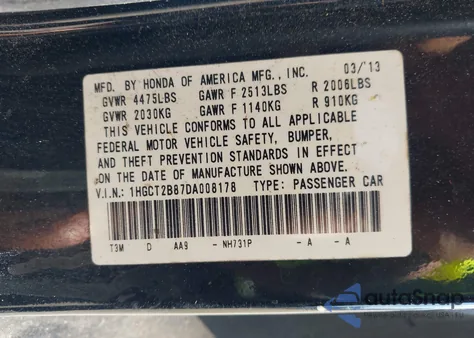 MFD. BY HONDA OF AMERICA MFG., INC. 03/'13
GVWR 4475LBS GAWR F 2513LBS R 2006LBS
GVWR 2030KG GAWR F 1140KG R 910KG
THIS VEHICLE CONFORMS TO ALL APPLICABLE
FEDERAL MOTOR VEHICLE SAFETY, BUMPER,
AND THEFT PREVENTION STANDARDS IN EFFECT
ON THE DATE OF MANUFACTURE SHOWN ABOVE.
V.I.N.: 1HGCT2B87DA008178 TYPE: PASSENGER CAR
T3M D AA9 - NH731P - A - A
autoSnap